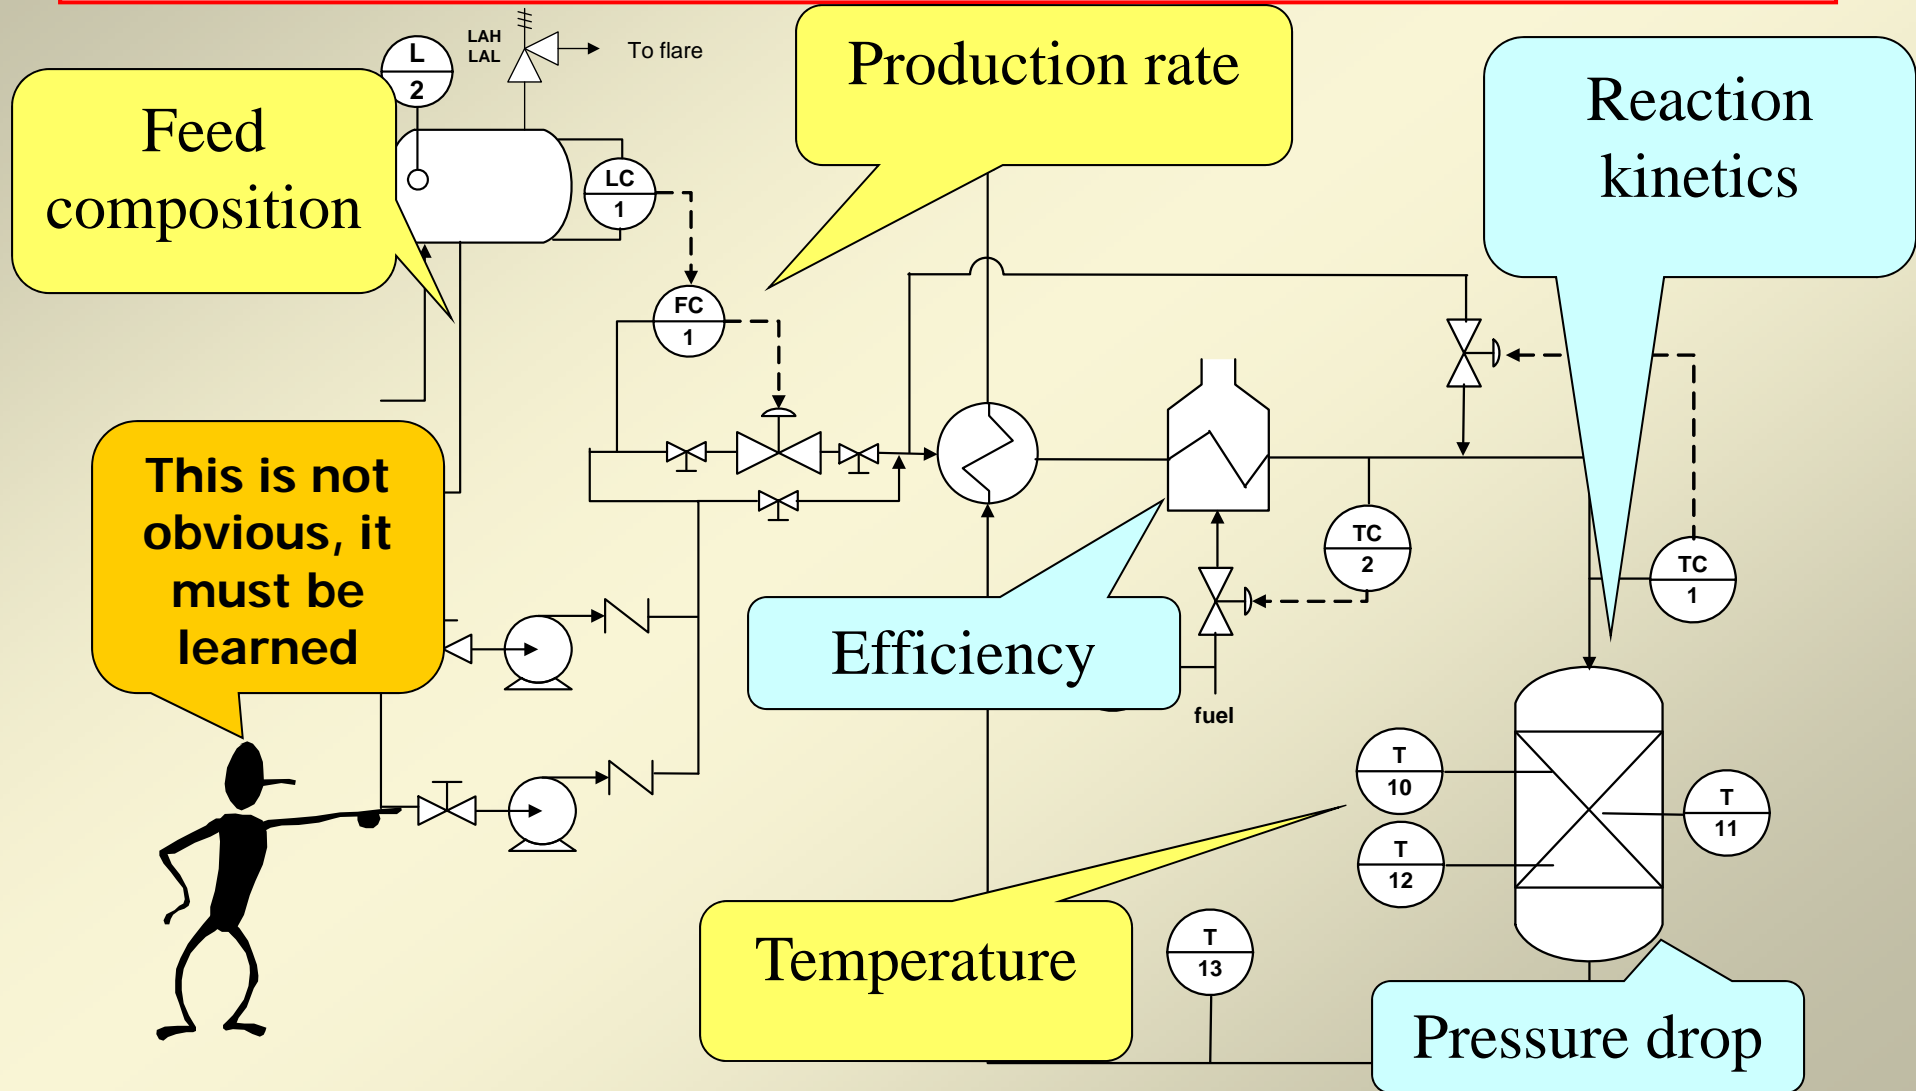 L
2
LAH
LAL
To flare
Production rate
Reaction
kinetics
Feed
composition
LC
1
FC
1
This is not
obvious, it
must be
learned
TC
2
TC
1
Efficiency
fuel
T
10
T
11
T
12
Temperature
T
13
Pressure drop